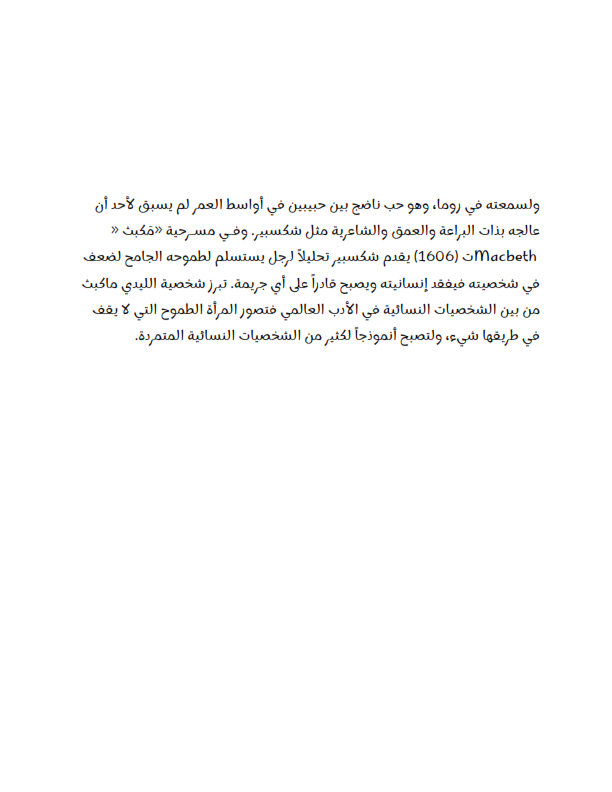 ولسمعته في روما، وهو حب ناضج بين حبيبين في أواسط العمر لم يسبق لأحد أن
عالجه بذات البراعة والعمق والشاعرية مثل شكسبير. وفي مسرحية «مَكبث «
Macbethت (1606) يقدم شكسبير تحليلاً لرجل يستسلم لطموحه الجامح لضعف
في شخصيته فيفقد إنسانيته ويصبح قادراً على أي جريمة. تبرز شخصية الليدي ماكبث
من بين الشخصيات النسائية في الأدب العالمي فتصور المرأة الطموح التي لا يقف
في طريقها شيء، ولتصبح أنموذجاً لكثير من الشخصيات النسائية المتمردة.